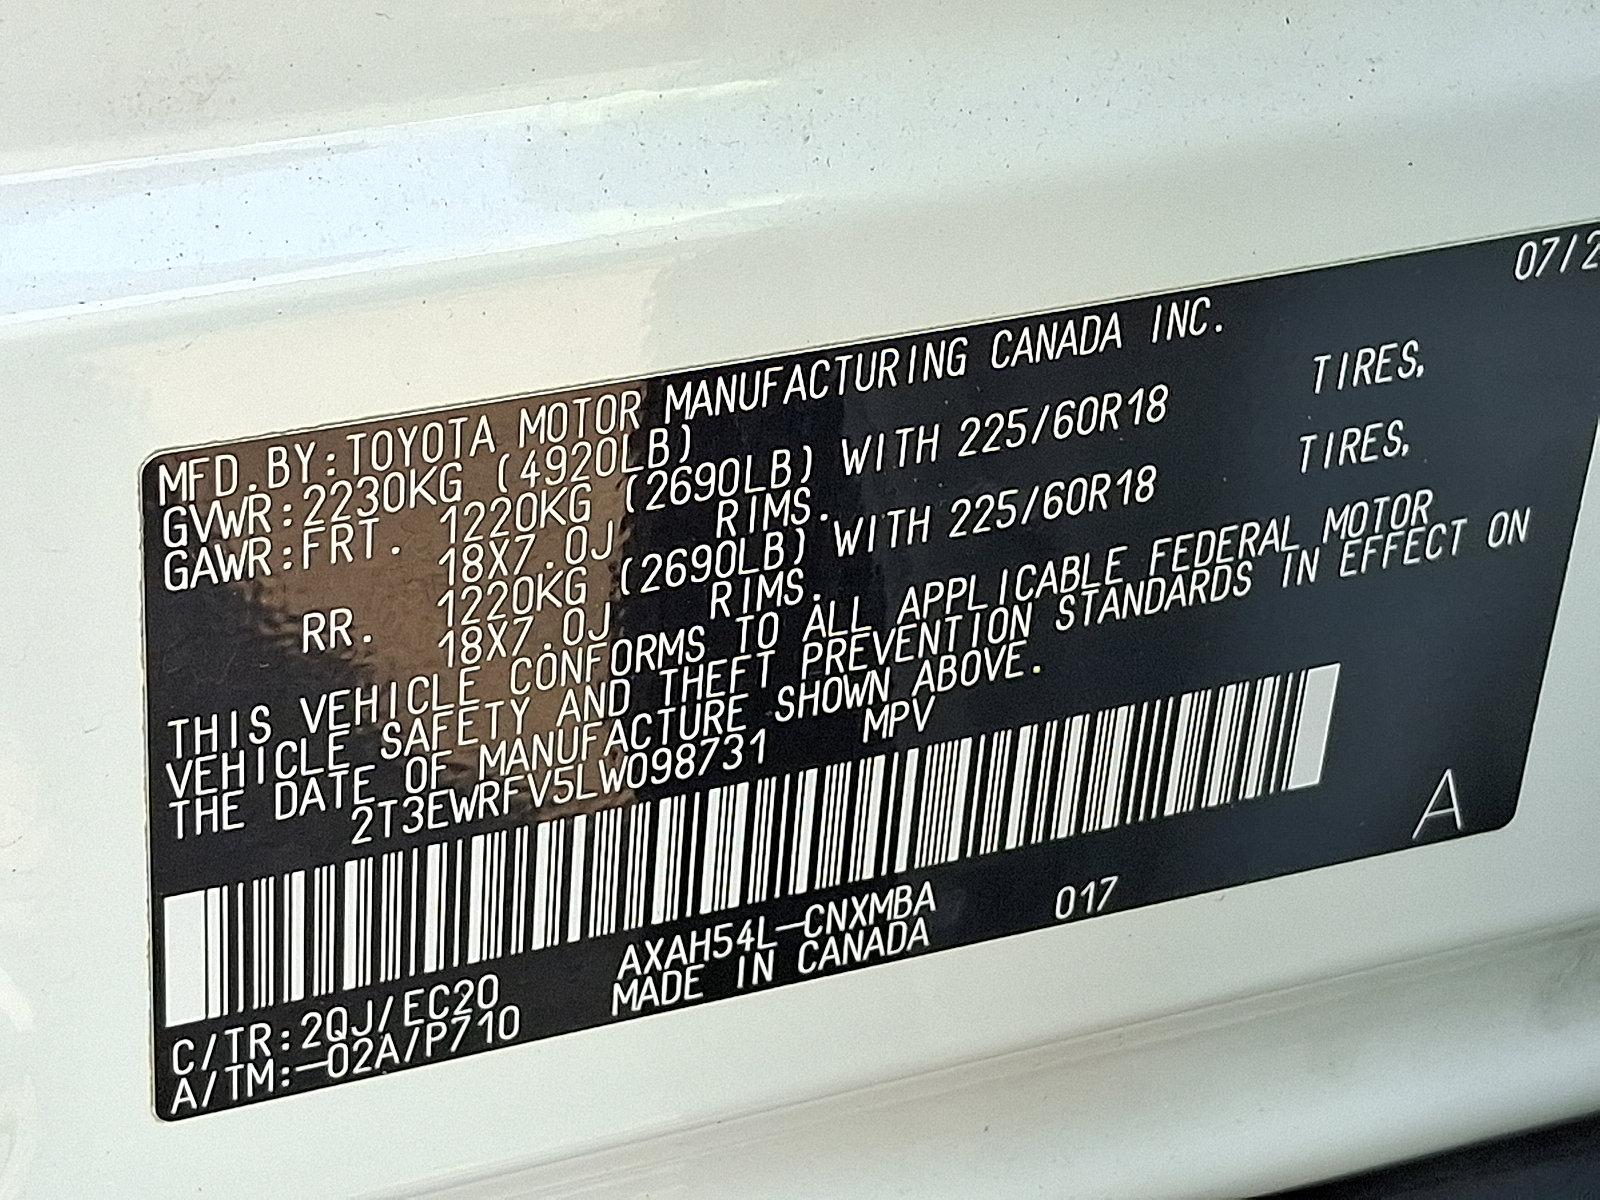 07/2
MFD.BY:TOYOTA MOTOR MANUFACTURING CANADA INC.
GVWR:2230KG (4920LB)
GAWR:FRT. 1220KG (2690LB) WITH 225/60R18 TIRES,
18X7.0J RIMS.
RR. 1220KG (2690LB) WITH 225/60R18 TIRES,
18X7.0J RIMS.
THIS VEHICLE CONFORMS TO ALL APPLICABLE FEDERAL MOTOR
VEHICLE SAFETY AND THEFT PREVENTION STANDARDS IN EFFECT ON
THE DATE OF MANUFACTURE SHOWN ABOVE.
2T3EWRFV5LW098731 MPV
A
C/TR:2QJ/EC20 AXAH54L-CNXMBA 017
A/TM:-02A/P710 MADE IN CANADA